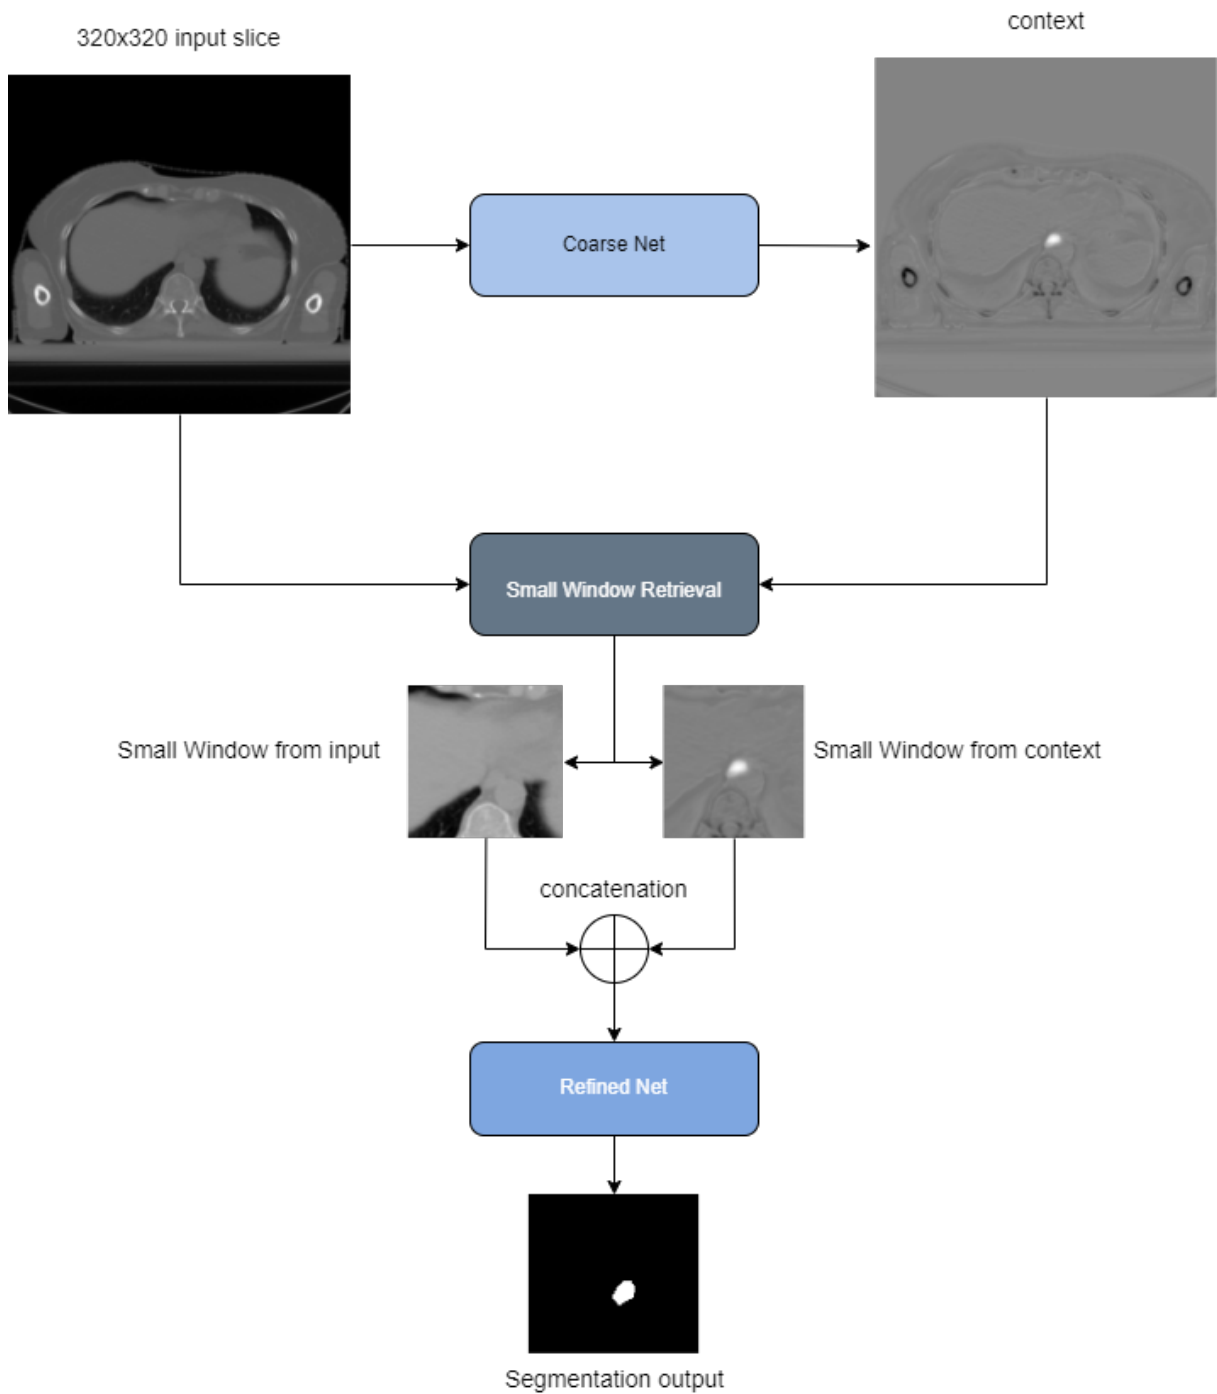 320x320 input slice
context
Coarse Net
Small Window Retrieval
Small Window from input
Small Window from context
concatenation
Refined Net
Segmentation output